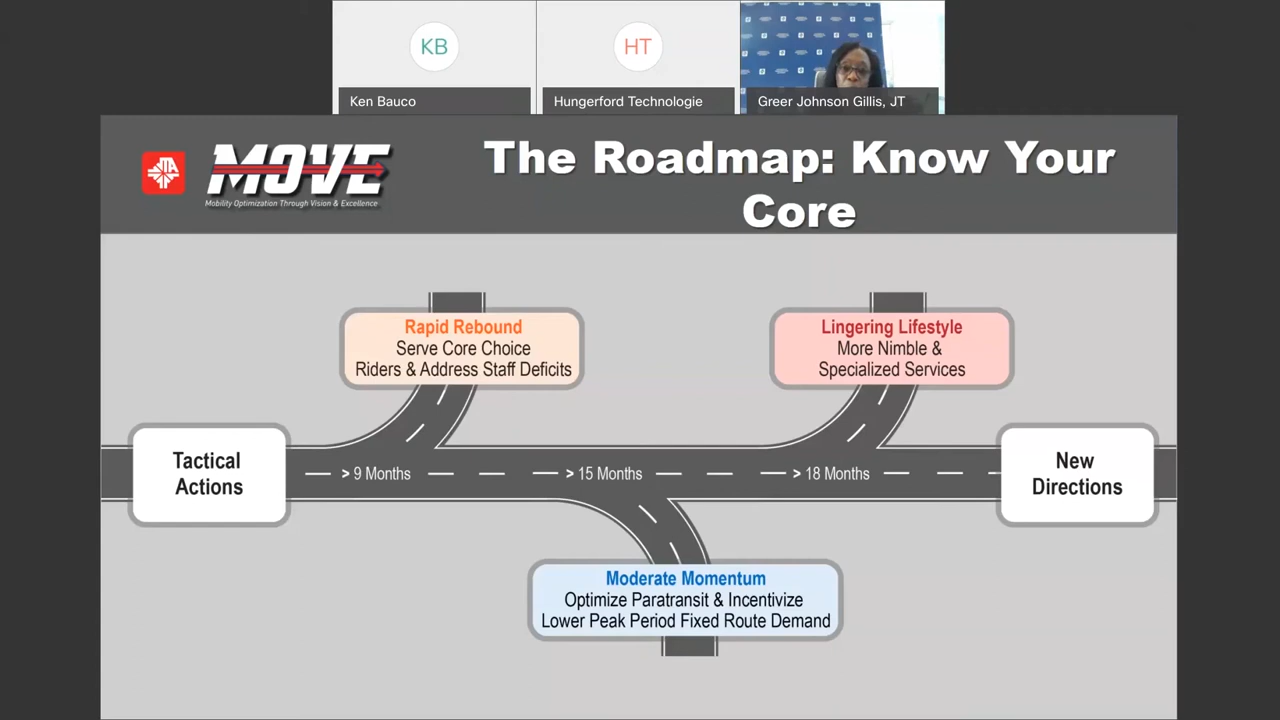 KB
HT
Ken Bauco
Hungerford Technologie
Greer Johnson Gillis, JT
JTA
MOVE
Mobility Optimization Through Vision & Excellence
The Roadmap: Know Your
Core
Rapid Rebound
Serve Core Choice
Riders & Address Staff Deficits
Lingering Lifestyle
More Nimble &
Specialized Services
Tactical
Actions
> 9 Months
> 15 Months
> 18 Months
New
Directions
Moderate Momentum
Optimize Paratransit & Incentivize
Lower Peak Period Fixed Route Demand